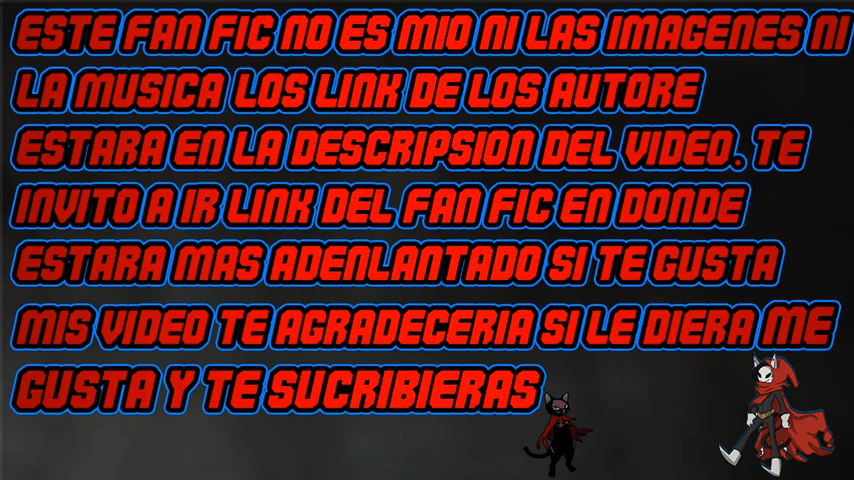 ESTE FAN FIC NO ES MIO NI LAS IMAGENES NI
LA MUSICA LOS LINK DE LOS AUTORE
ESTARA EN LA DESCRIPSION DEL VIDEO. TE
INVITO A IR LINK DEL FAN FIC EN DONDE
ESTARA MAS ADENLANTADO SI TE GUSTA
MIS VIDEO TE AGRADECERIA SI LE DIERA ME
GUSTA Y TE SUCRIBIERAS